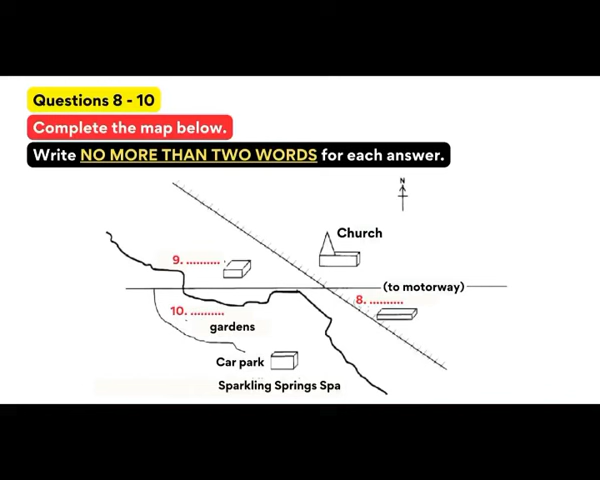 Questions 8 - 10
Complete the map below.
Write NO MORE THAN TWO WORDS for each answer.
N
Church
9. ..........
(to motorway)
8. ..........
10. ..........
gardens
Car park
Sparkling Springs Spa